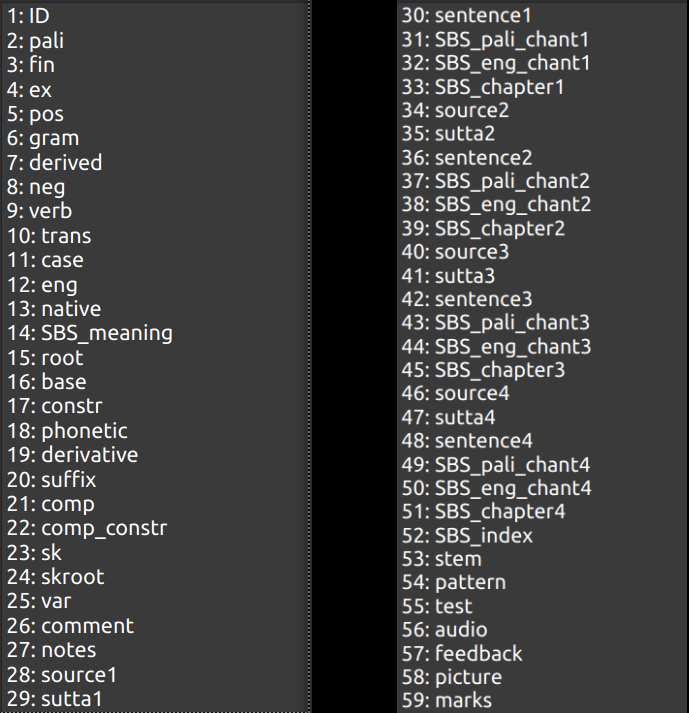 1: ID
2: pali
3: fin
4: ex
5: pos
6: gram
7: derived
8: neg
9: verb
10: trans
11: case
12: eng
13: native
14: SBS_meaning
15: root
16: base
17: constr
18: phonetic
19: derivative
20: suffix
21: comp
22: comp_constr
23: sk
24: skroot
25: var
26: comment
27: notes
28: source1
29: sutta1
30: sentence1
31: SBS_pali_chant1
32: SBS_eng_chant1
33: SBS_chapter1
34: source2
35: sutta2
36: sentence2
37: SBS_pali_chant2
38: SBS_eng_chant2
39: SBS_chapter2
40: source3
41: sutta3
42: sentence3
43: SBS_pali_chant3
44: SBS_eng_chant3
45: SBS_chapter3
46: source4
47: sutta4
48: sentence4
49: SBS_pali_chant4
50: SBS_eng_chant4
51: SBS_chapter4
52: SBS_index
53: stem
54: pattern
55: test
56: audio
57: feedback
58: picture
59: marks